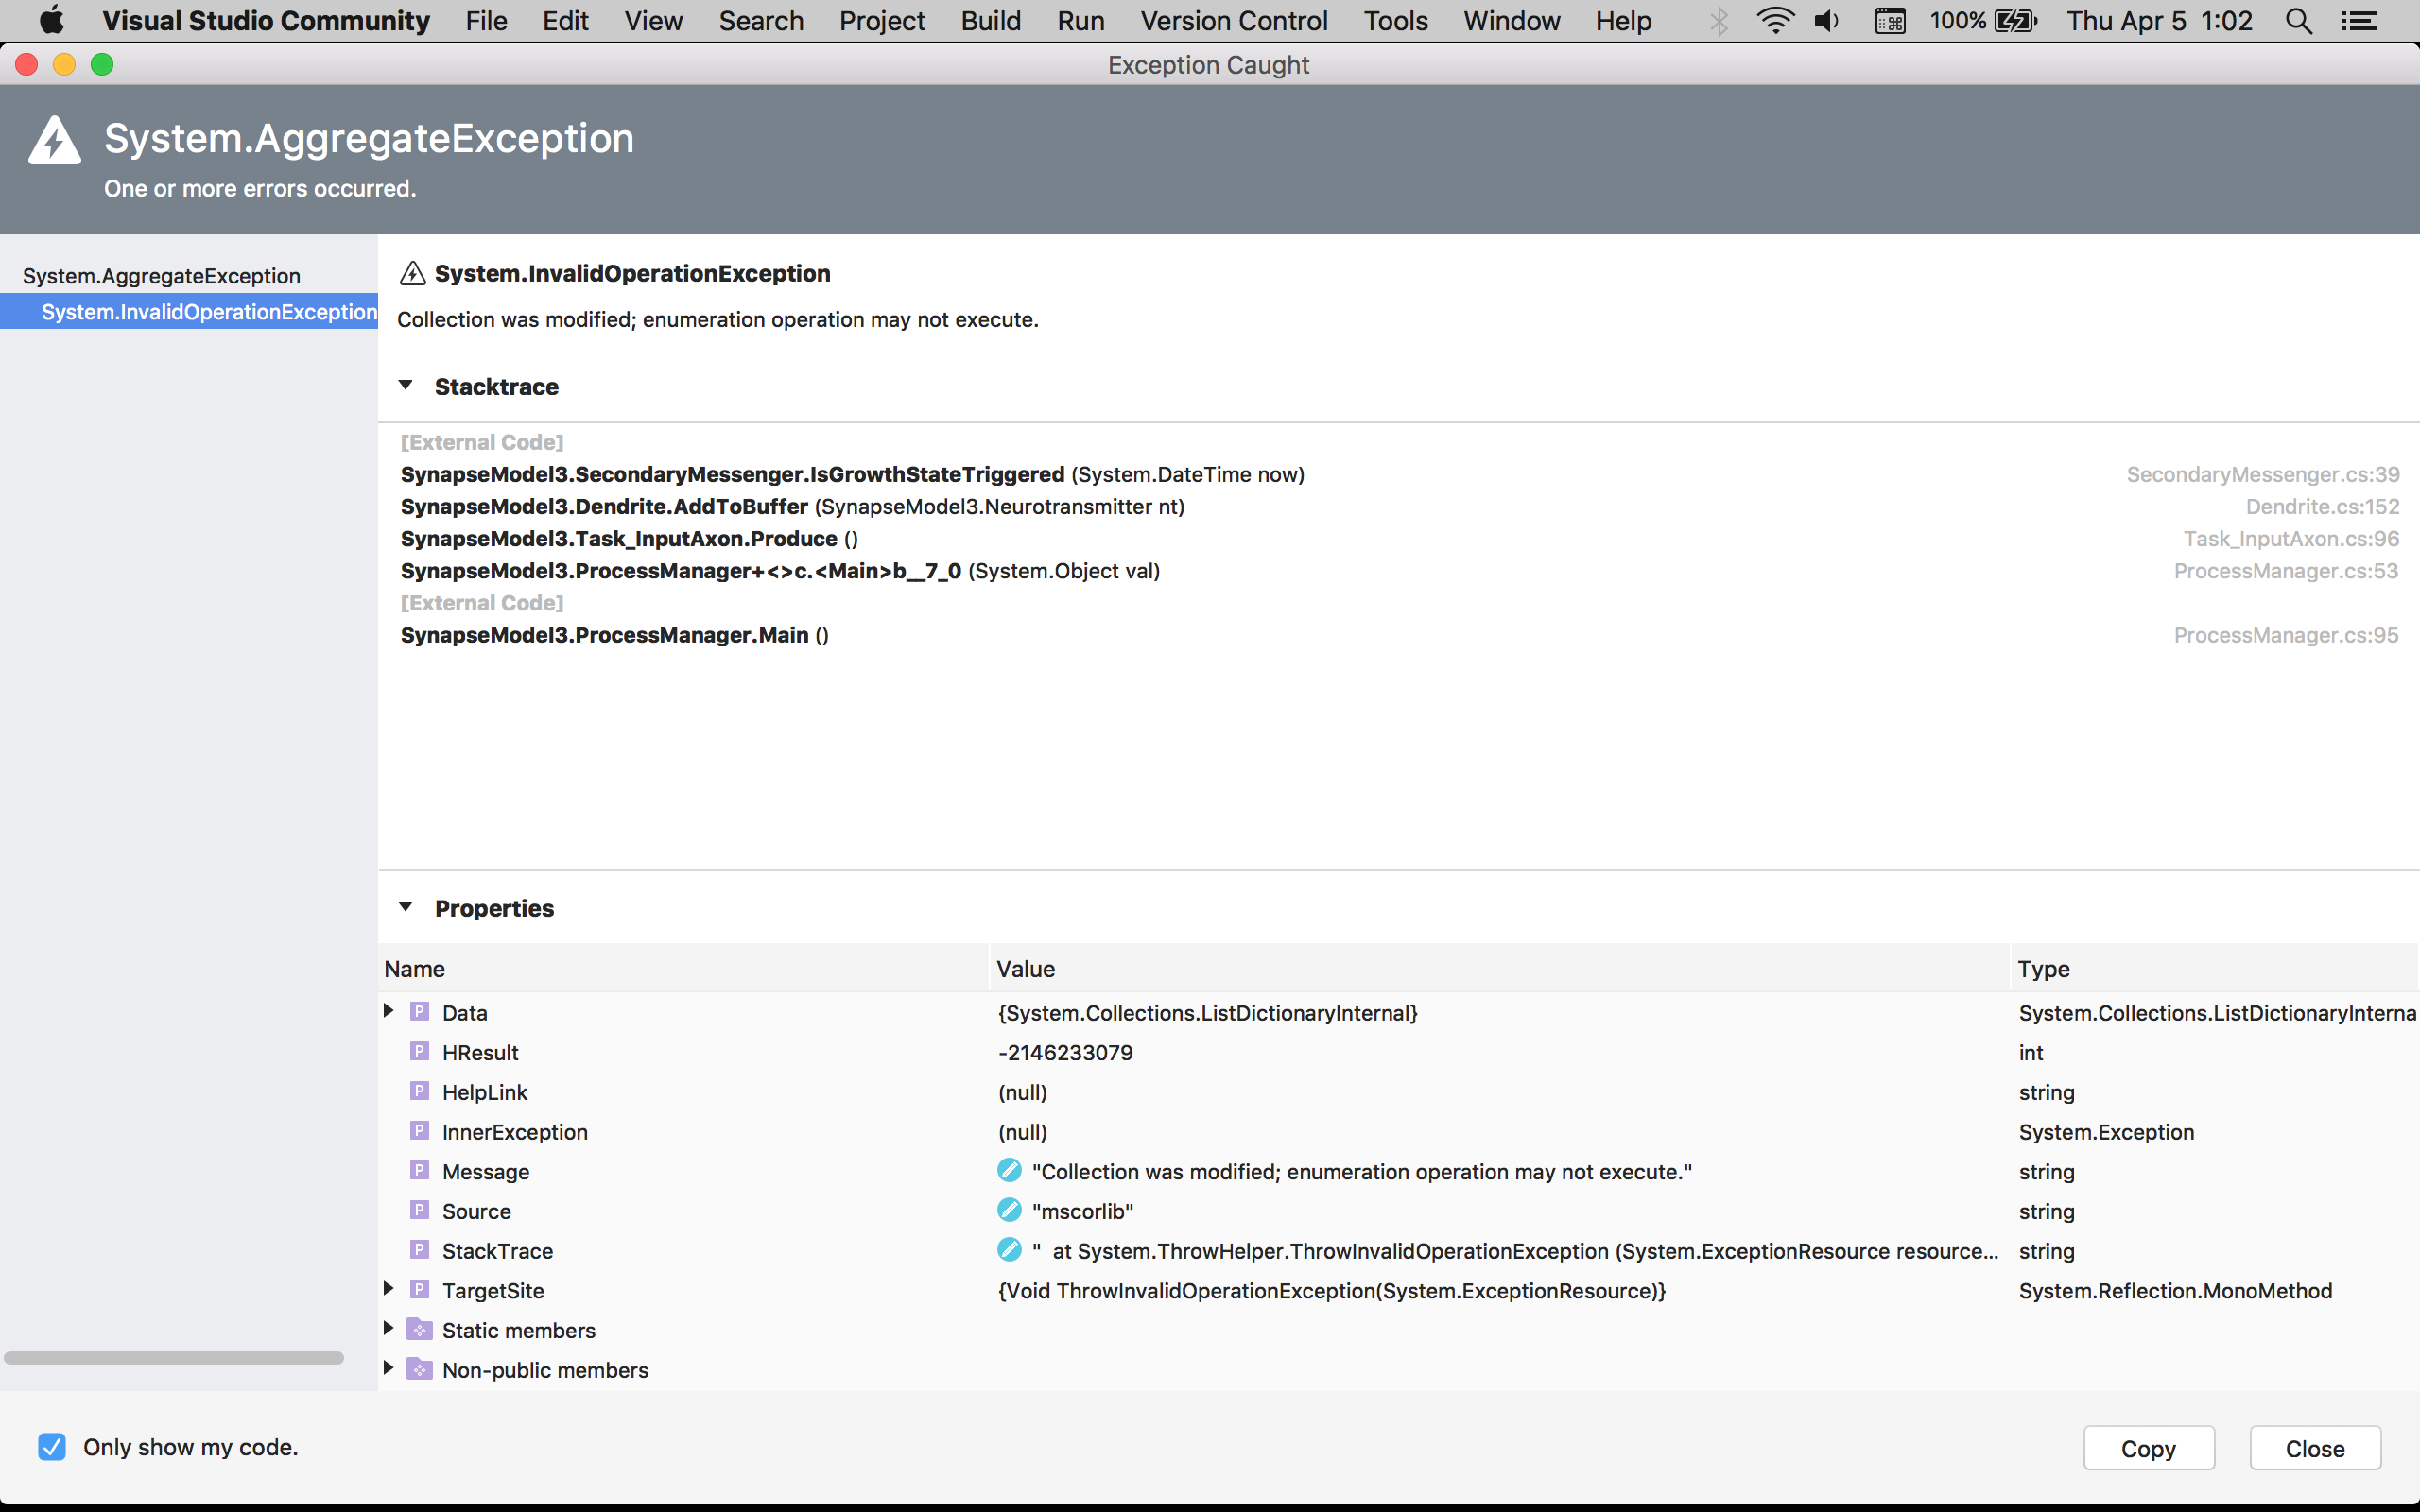 Visual Studio Community File Edit View Search Project Build Run Version Control Tools Window Help 100% Thu Apr 5 1:02
Exception Caught
System.AggregateException
One or more errors occurred.
System.AggregateException
System.InvalidOperationException
System.InvalidOperationException
Collection was modified; enumeration operation may not execute.
Stacktrace
[External Code]
SynapseModel3.SecondaryMessenger.IsGrowthStateTriggered (System.DateTime now) SecondaryMessenger.cs:39
SynapseModel3.Dendrite.AddToBuffer (SynapseModel3.Neurotransmitter nt) Dendrite.cs:152
SynapseModel3.Task_InputAxon.Produce () Task_InputAxon.cs:96
SynapseModel3.ProcessManager+<>c.<Main>b__7_0 (System.Object val) ProcessManager.cs:53
[External Code]
SynapseModel3.ProcessManager.Main () ProcessManager.cs:95
Properties
Name Value Type
P Data {System.Collections.ListDictionaryInternal} System.Collections.ListDictionaryInterna
P HResult -2146233079 int
P HelpLink (null) string
P InnerException (null) System.Exception
P Message "Collection was modified; enumeration operation may not execute." string
P Source "mscorlib" string
P StackTrace "  at System.ThrowHelper.ThrowInvalidOperationException (System.ExceptionResource resource... string
P TargetSite {Void ThrowInvalidOperationException(System.ExceptionResource)} System.Reflection.MonoMethod
Static members
Non-public members
Only show my code.
Copy Close